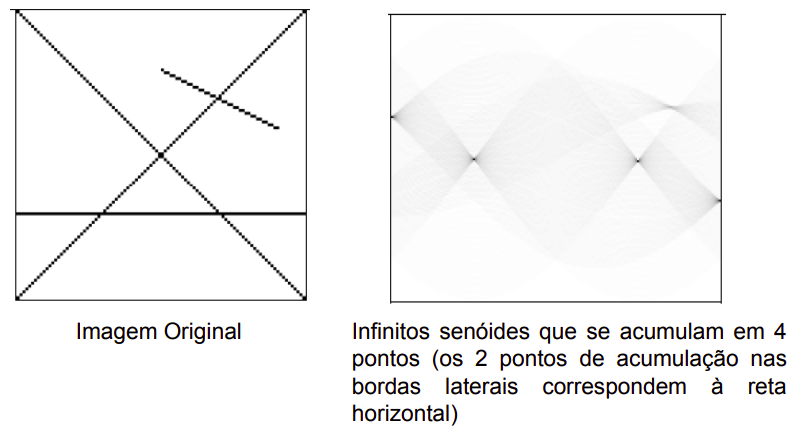 Imagem Original
Infinitos senóides que se acumulam em 4
pontos (os 2 pontos de acumulação nas
bordas laterais correspondem à reta
horizontal)